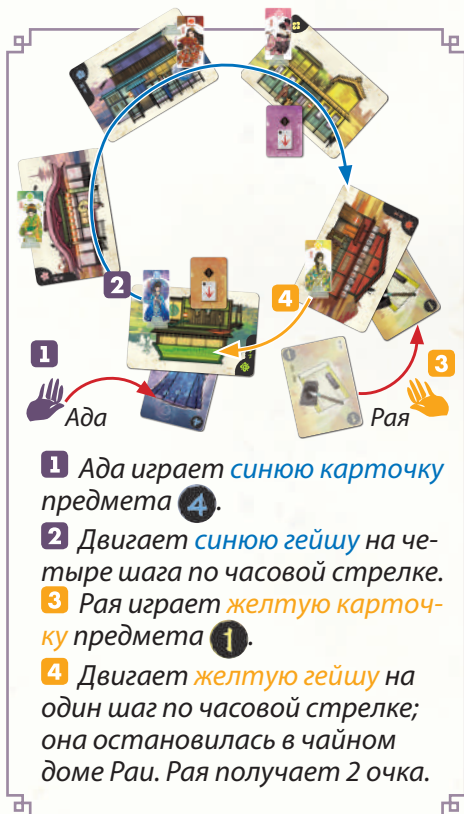 2
4
1
3
Ада
Рая
1 Ада играет синюю карточку
предмета 4.
2 Двигает синюю гейшу на че-
тыре шага по часовой стрелке.
3 Рая играет желтую карточ-
ку предмета 1.
4 Двигает желтую гейшу на
один шаг по часовой стрелке;
она остановилась в чайном
доме Раи. Рая получает 2 очка.